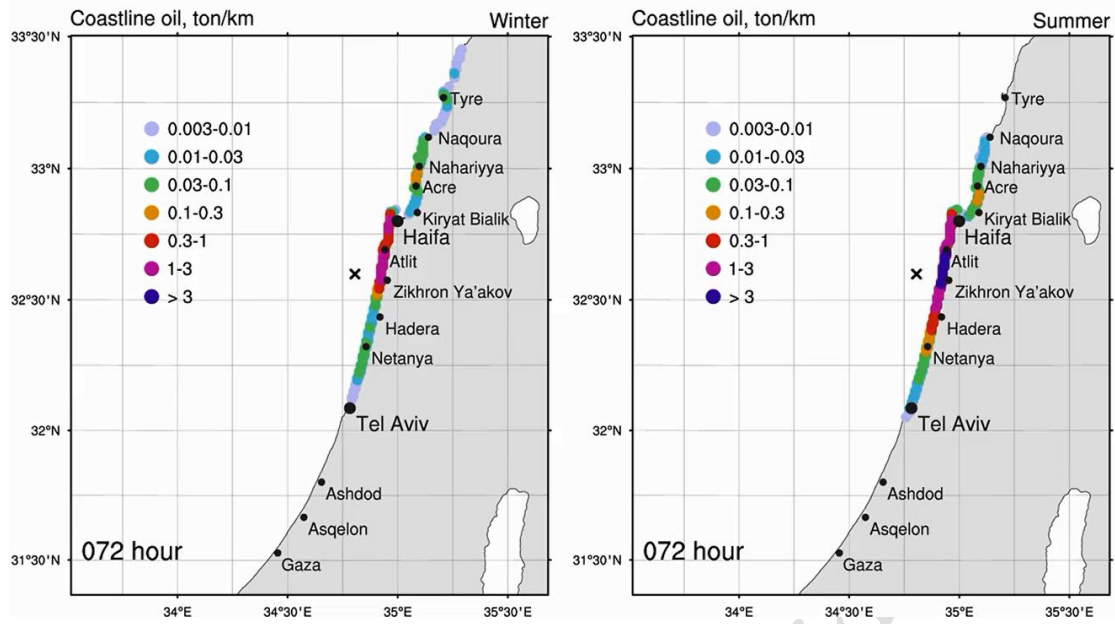 Coastline oil, ton/km
Winter
33°30'N
33°N
32°30'N
32°N
31°30'N
0.003-0.01
0.01-0.03
0.03-0.1
0.1-0.3
0.3-1
1-3
> 3
Tyre
Naqoura
Nahariyya
Acre
Kiryat Bialik
Haifa
Atlit
Zikhron Ya'akov
Hadera
Netanya
Tel Aviv
Ashdod
Asqelon
Gaza
072 hour
34°E
34°30'E
35°E
35°30'E
Coastline oil, ton/km
Summer
33°30'N
33°N
32°30'N
32°N
31°30'N
0.003-0.01
0.01-0.03
0.03-0.1
0.1-0.3
0.3-1
1-3
> 3
Tyre
Naqoura
Nahariyya
Acre
Kiryat Bialik
Haifa
Atlit
Zikhron Ya'akov
Hadera
Netanya
Tel Aviv
Ashdod
Asqelon
Gaza
072 hour
34°E
34°30'E
35°E
35°30'E